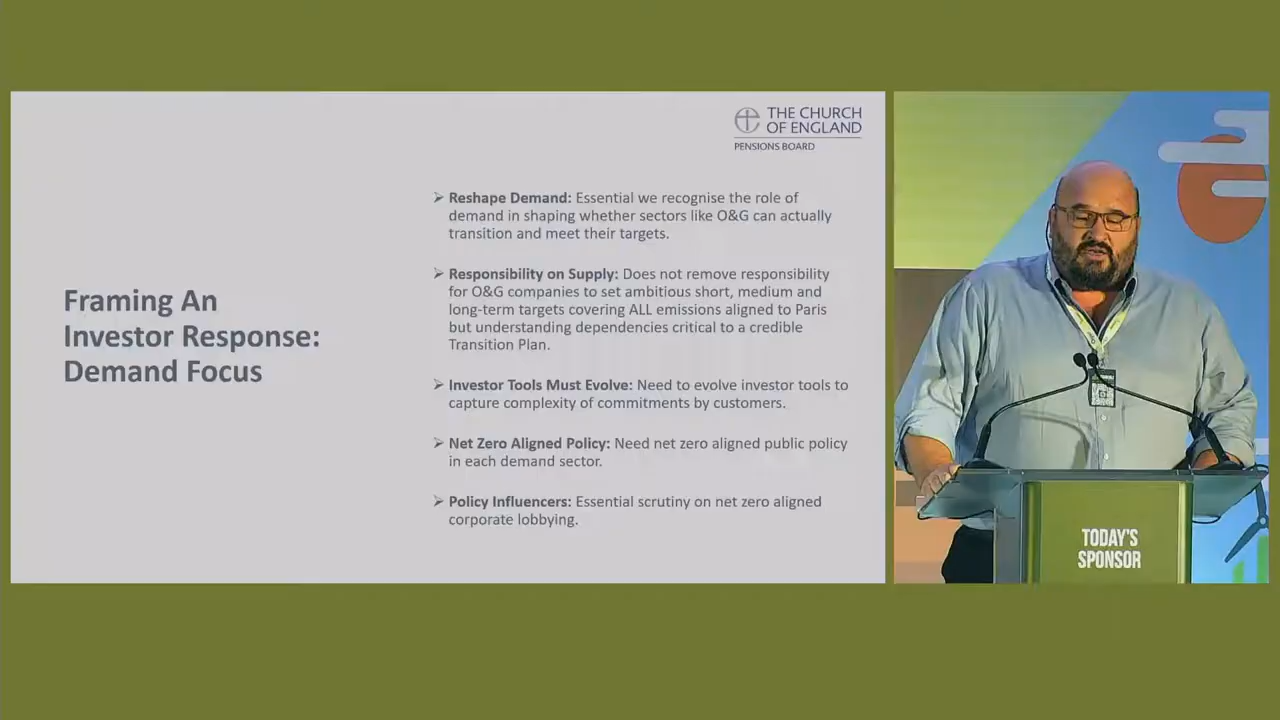 THE CHURCH
OF ENGLAND
PENSIONS BOARD
Framing An
Investor Response:
Demand Focus
➢ Reshape Demand: Essential we recognise the role of
demand in shaping whether sectors like O&G can actually
transition and meet their targets.
➢ Responsibility on Supply: Does not remove responsibility
for O&G companies to set ambitious short, medium and
long-term targets covering ALL emissions aligned to Paris
but understanding dependencies critical to a credible
Transition Plan.
➢ Investor Tools Must Evolve: Need to evolve investor tools to
capture complexity of commitments by customers.
➢ Net Zero Aligned Policy: Need net zero aligned public policy
in each demand sector.
➢ Policy Influencers: Essential scrutiny on net zero aligned
corporate lobbying.
TODAY'S
SPONSOR